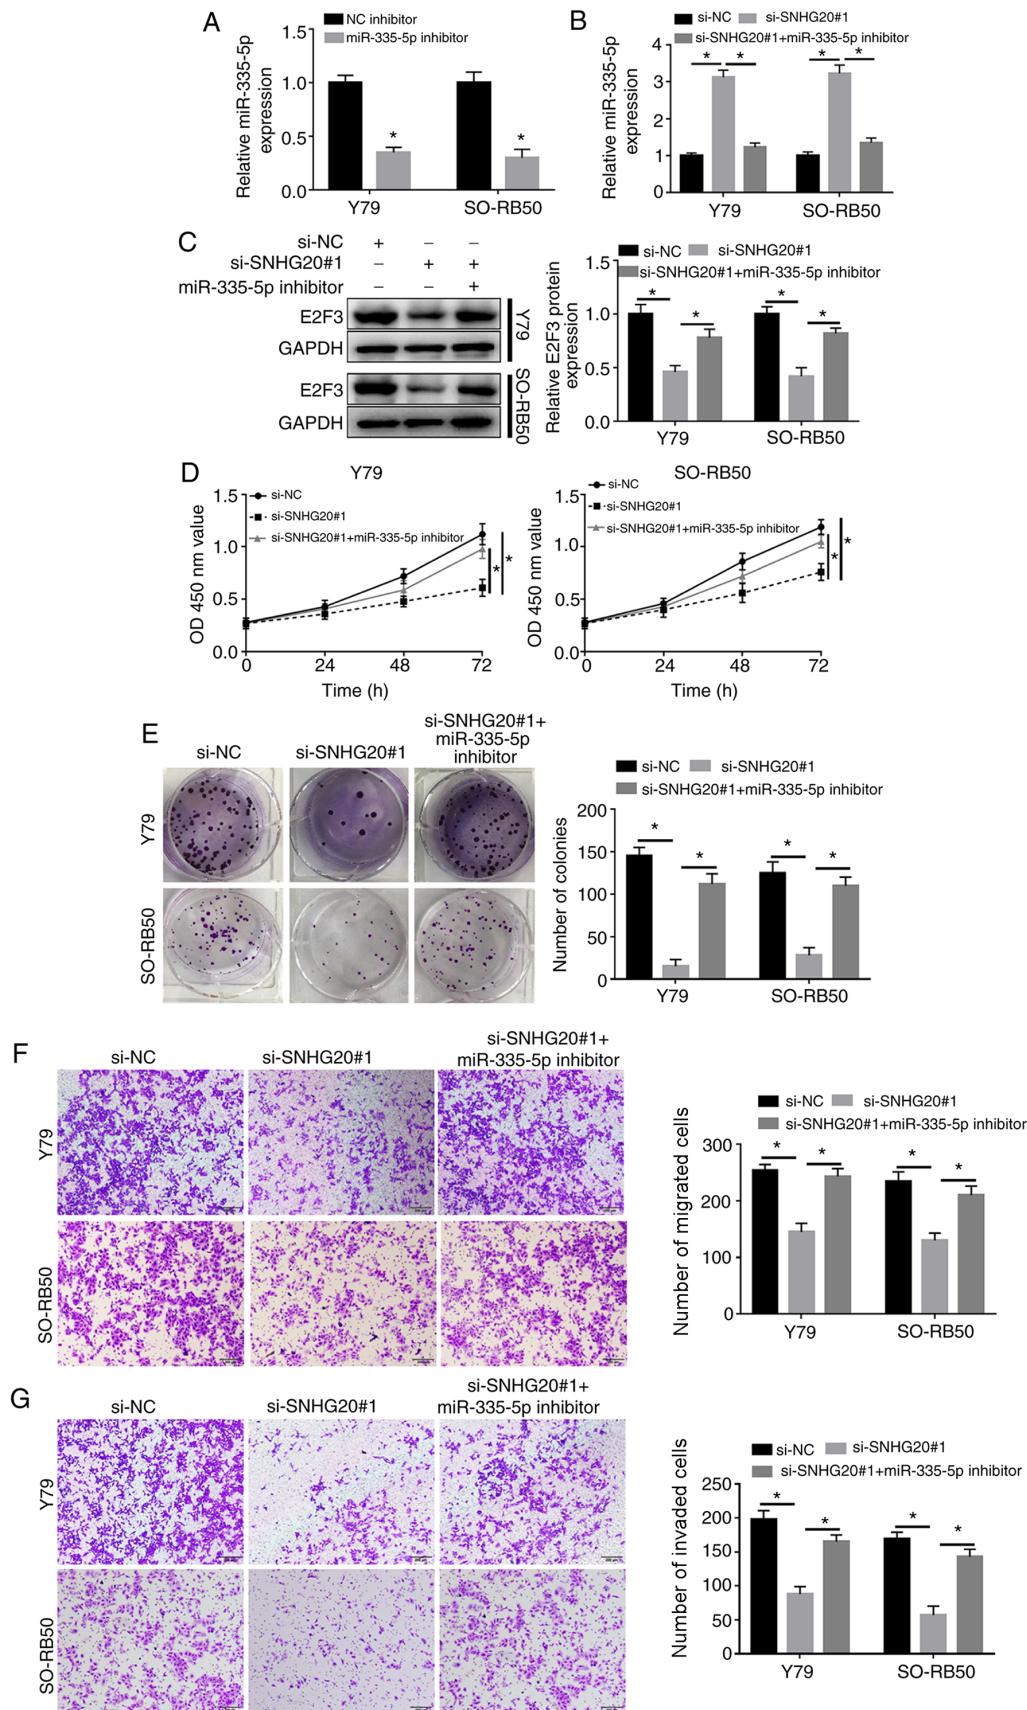 A
NC inhibitor
miR-335-5p inhibitor
Relative miR-335-5p
expression
1.5
1.0
0.5
0.0
*
*
Y79
SO-RB50
B
si-NC
si-SNHG20#1
si-SNHG20#1+miR-335-5p inhibitor
Relative miR-335-5p
expression
4
3
2
1
0
* * * *
Y79
SO-RB50
C
si-NC + − −
si-SNHG20#1 − + +
miR-335-5p inhibitor − − +
E2F3
GAPDH
Y79
E2F3
GAPDH
SO-RB50
si-NC
si-SNHG20#1
si-SNHG20#1+miR-335-5p inhibitor
Relative E2F3 protein
expression
1.5
1.0
0.5
0.0
* * * *
Y79
SO-RB50
D
Y79
si-NC
si-SNHG20#1
si-SNHG20#1+miR-335-5p inhibitor
OD 450 nm value
1.5
1.0
0.5
0.0
* *
0 24 48 72
Time (h)
SO-RB50
si-NC
si-SNHG20#1
si-SNHG20#1+miR-335-5p inhibitor
OD 450 nm value
1.5
1.0
0.5
0.0
* *
0 24 48 72
Time (h)
E
si-NC
si-SNHG20#1
si-SNHG20#1+
miR-335-5p
inhibitor
Y79
SO-RB50
si-NC
si-SNHG20#1
si-SNHG20#1+miR-335-5p inhibitor
Number of colonies
200
150
100
50
0
* * * *
Y79
SO-RB50
F
si-NC
si-SNHG20#1
si-SNHG20#1+
miR-335-5p inhibitor
Y79
SO-RB50
si-NC
si-SNHG20#1
si-SNHG20#1+miR-335-5p inhibitor
Number of migrated cells
300
200
100
0
* * * *
Y79
SO-RB50
G
si-NC
si-SNHG20#1
si-SNHG20#1+
miR-335-5p inhibitor
Y79
SO-RB50
si-NC
si-SNHG20#1
si-SNHG20#1+miR-335-5p inhibitor
Number of invaded cells
250
200
150
100
50
0
* * * *
Y79
SO-RB50